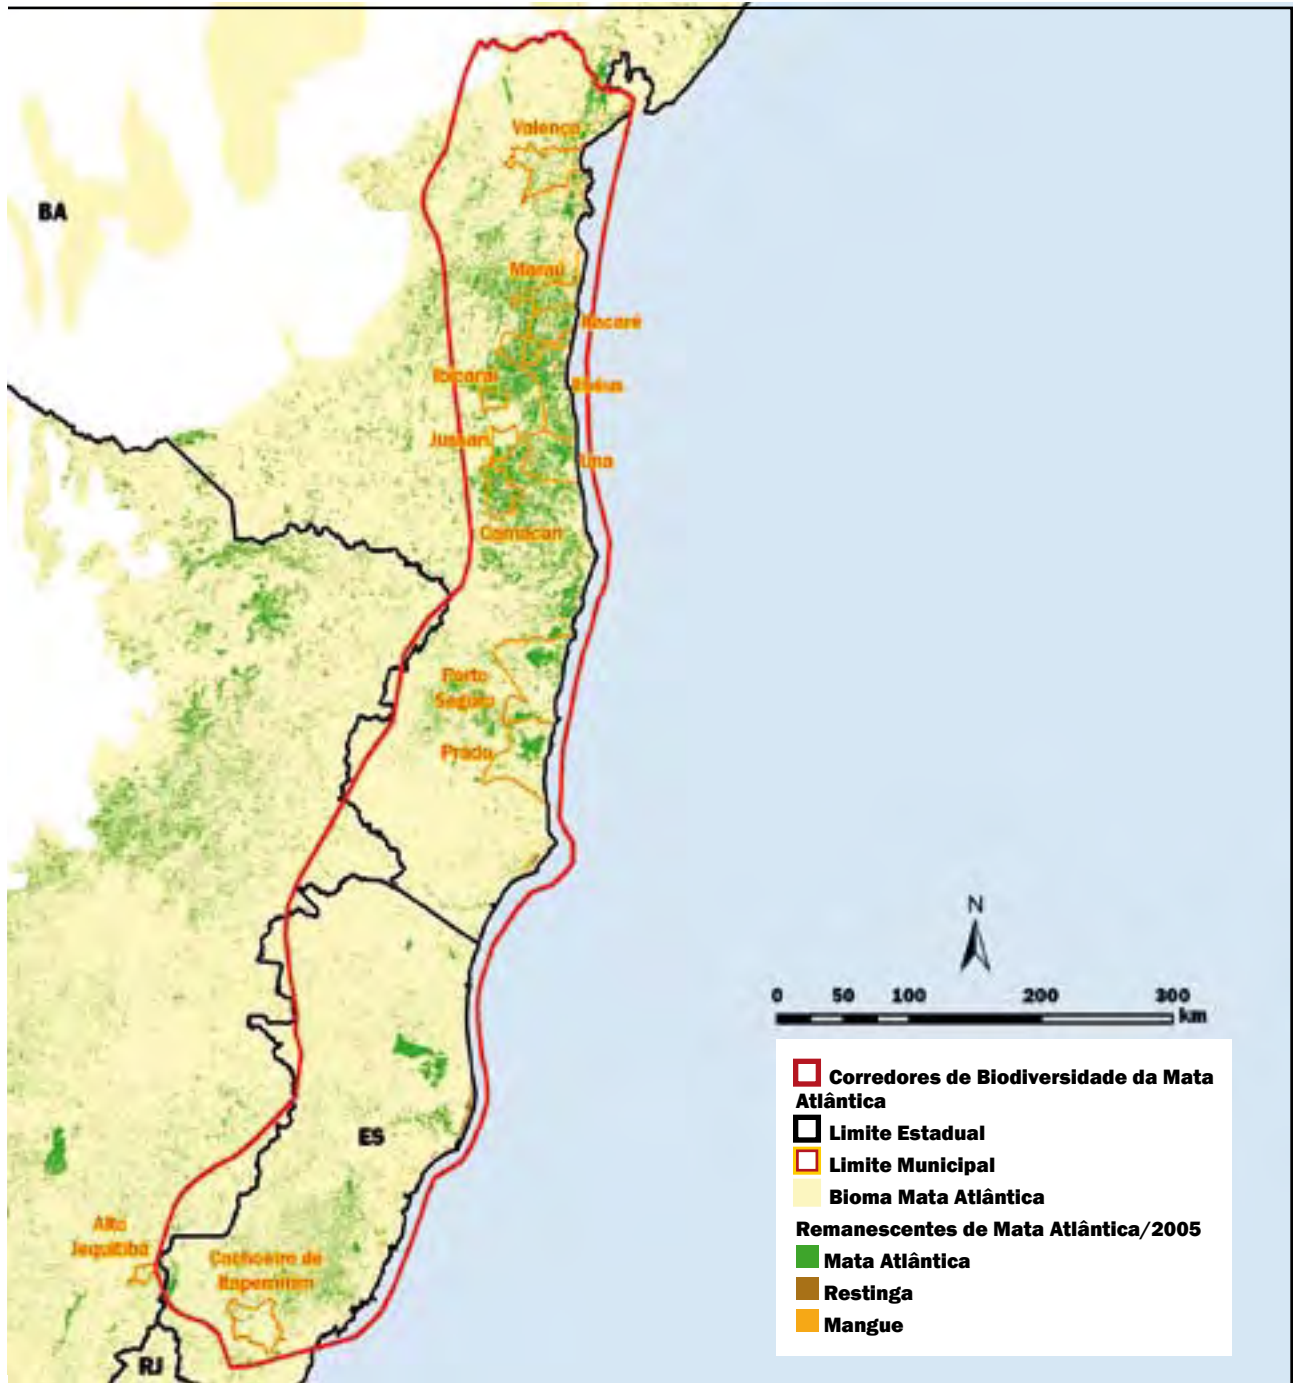 Valença
BA
Maraú
Itacaré
Ibicaraí
Ilhéus
Jussari
Una
Camacan
Porto
Seguro
Prado
N
0 50 100 200 300
km
Corredores de Biodiversidade da Mata
Atlântica
Limite Estadual
Limite Municipal
Bioma Mata Atlântica
Remanescentes de Mata Atlântica/2005
Mata Atlântica
Restinga
Mangue
ES
Alto
Jequitibá
Cachoeiro de
Itapemirim
RJ